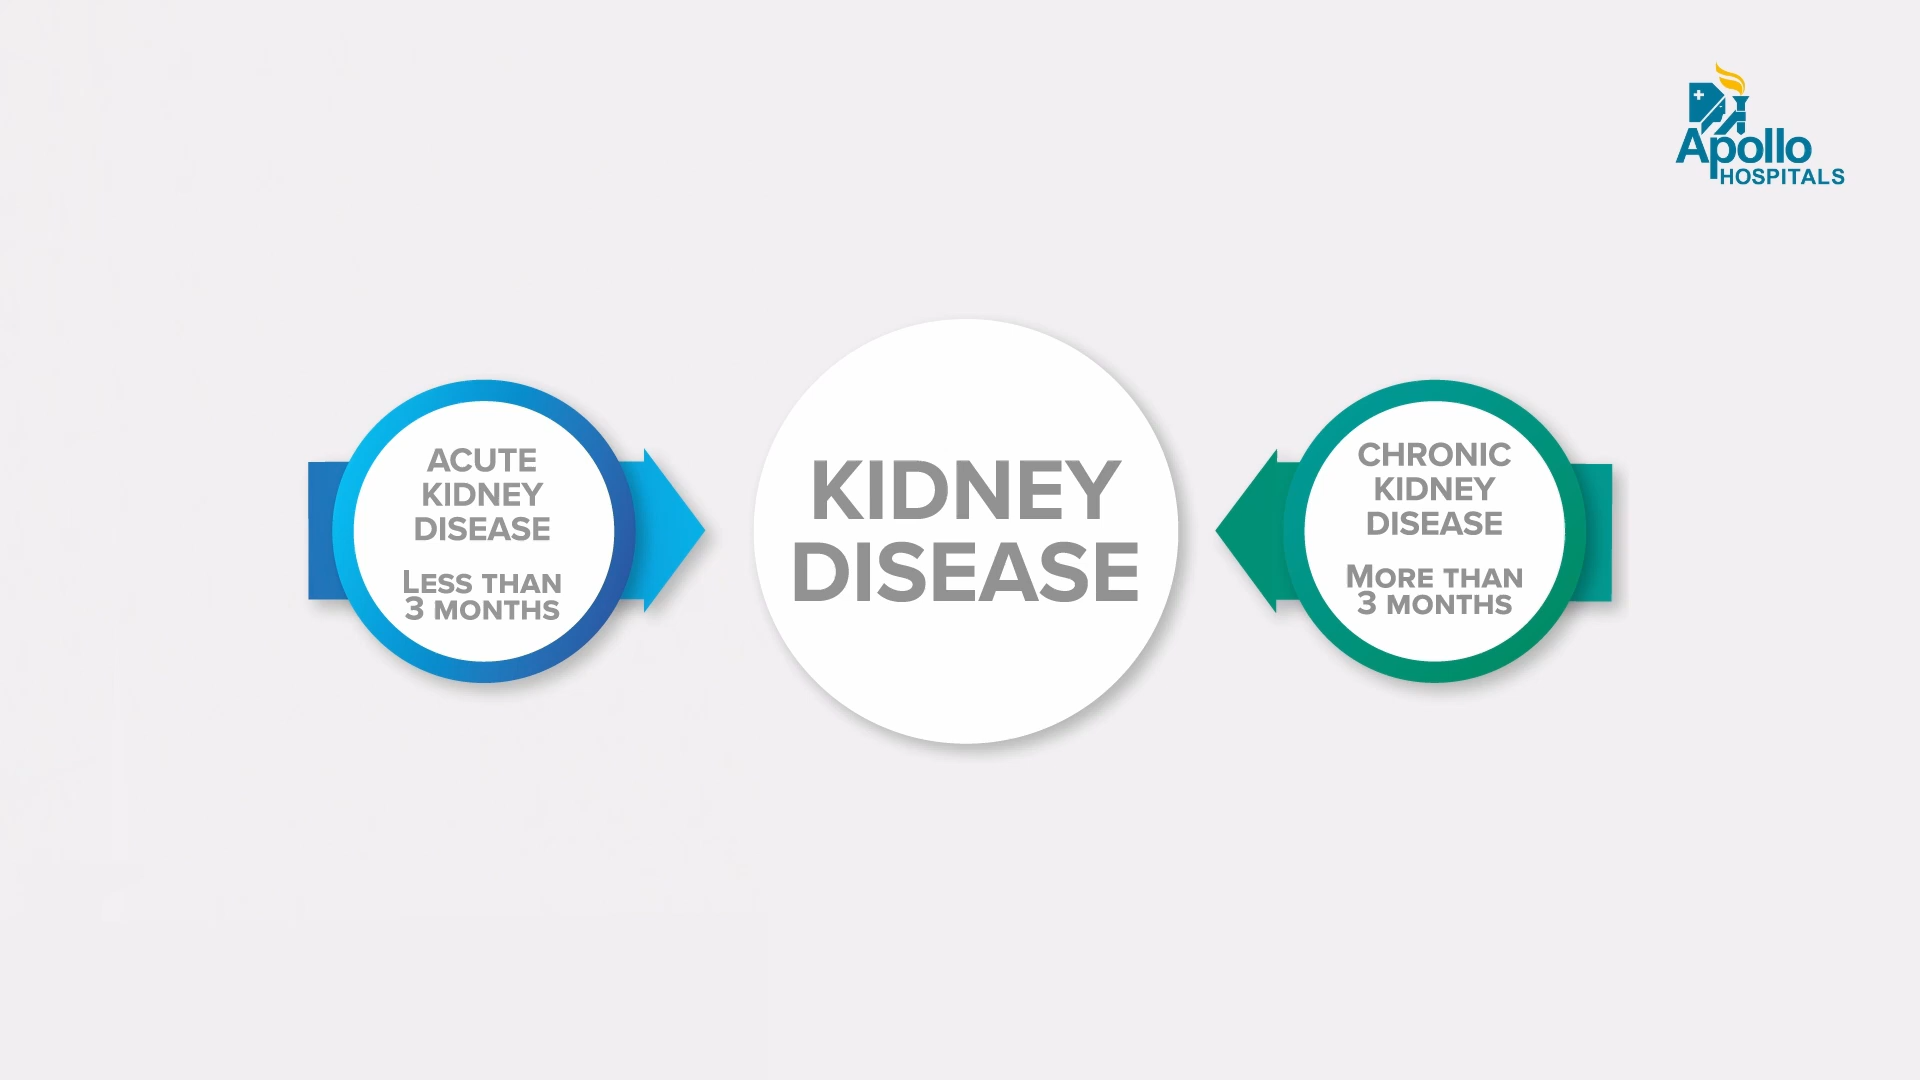 Apollo
HOSPITALS
ACUTE
KIDNEY
DISEASE
LESS THAN
3 MONTHS
KIDNEY
DISEASE
CHRONIC
KIDNEY
DISEASE
MORE THAN
3 MONTHS